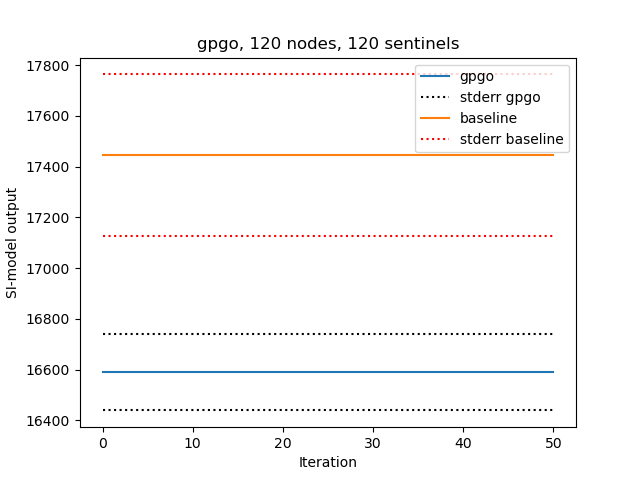 gpgo, 120 nodes, 120 sentinels
17800
17600
17400
17200
17000
16800
16600
16400
SI-model output
gpgo
stderr gpgo
baseline
stderr baseline
0 10 20 30 40 50
Iteration